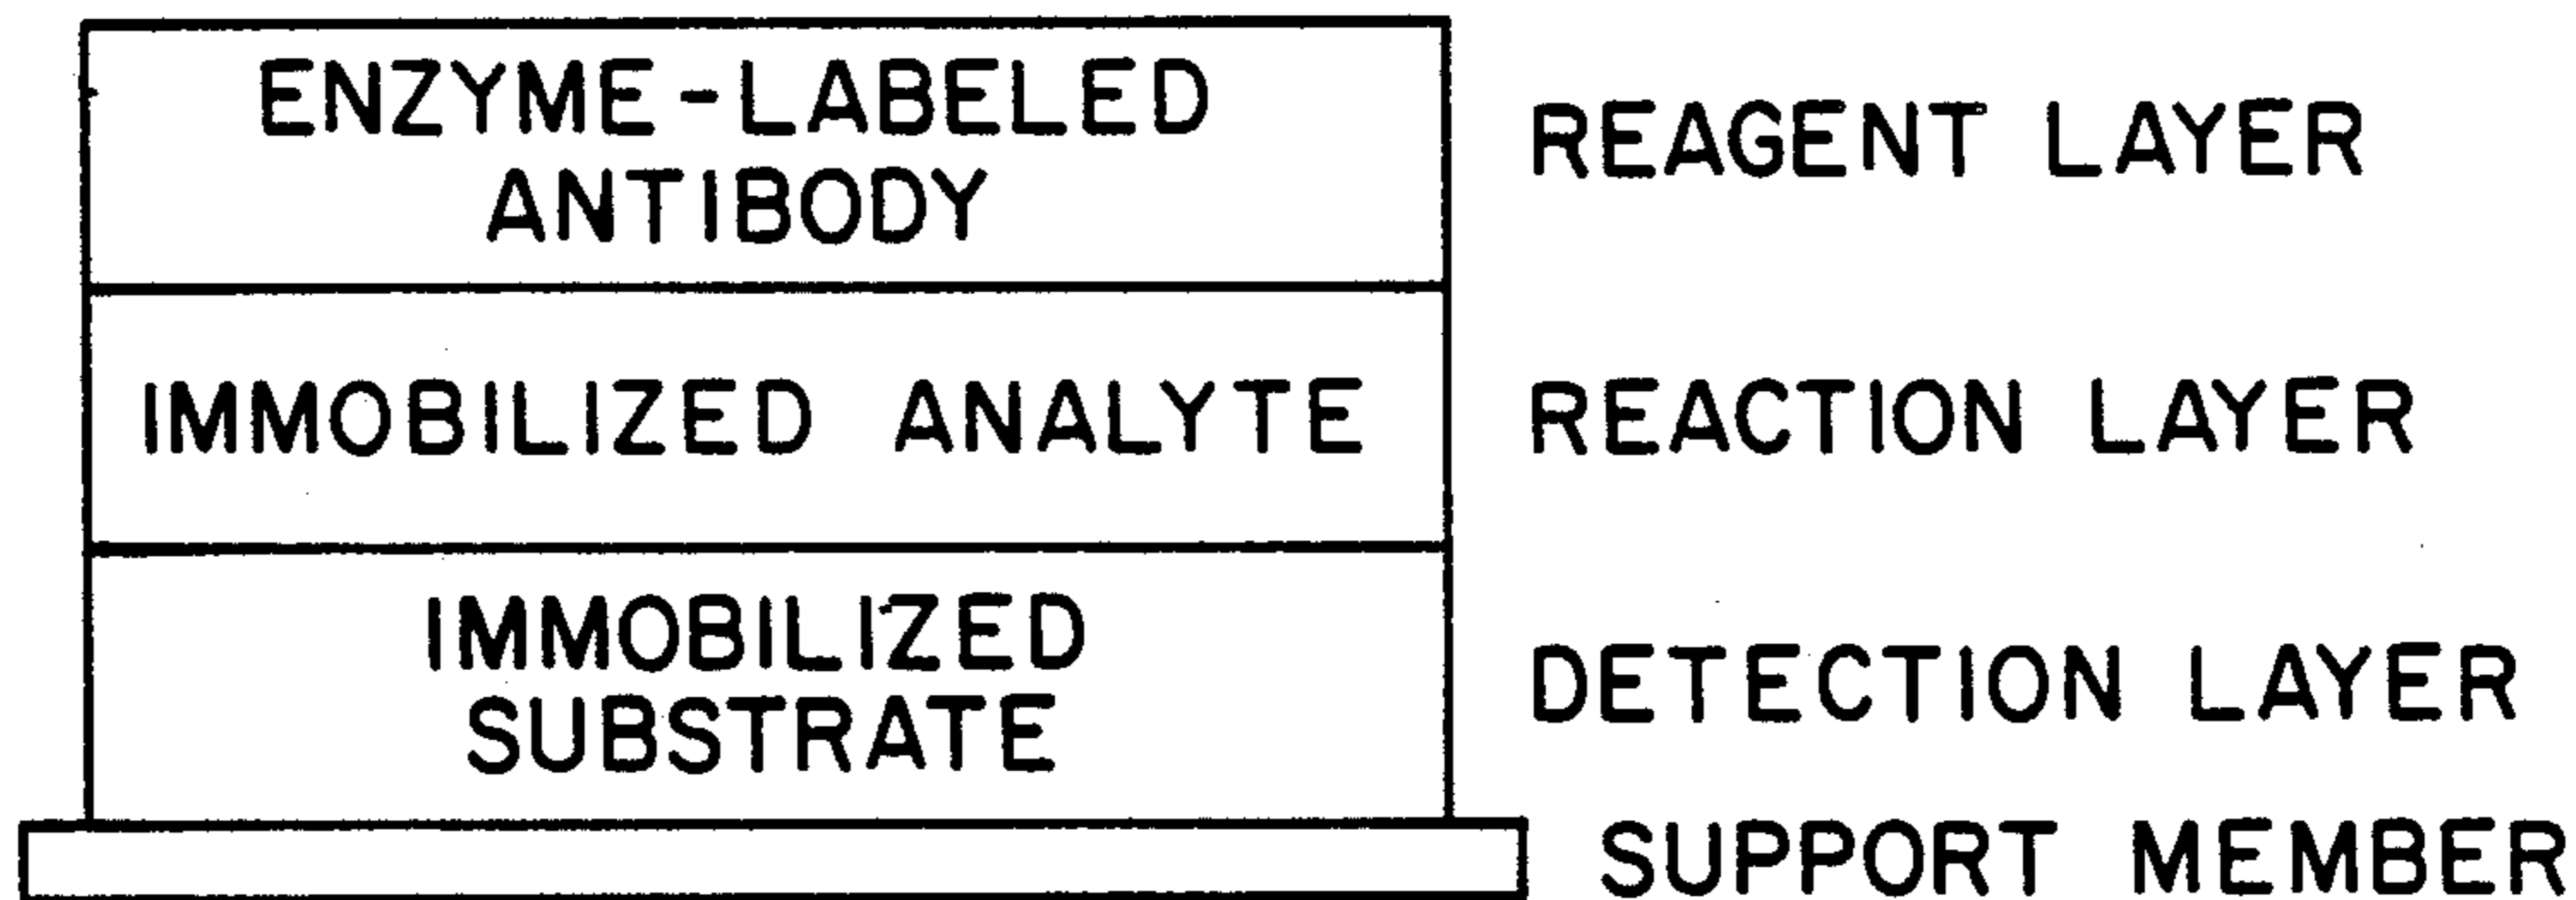 ENZYME-LABELED
ANTIBODY
REAGENT LAYER
IMMOBILIZED ANALYTE
REACTION LAYER
IMMOBILIZED
SUBSTRATE
DETECTION LAYER
SUPPORT MEMBER